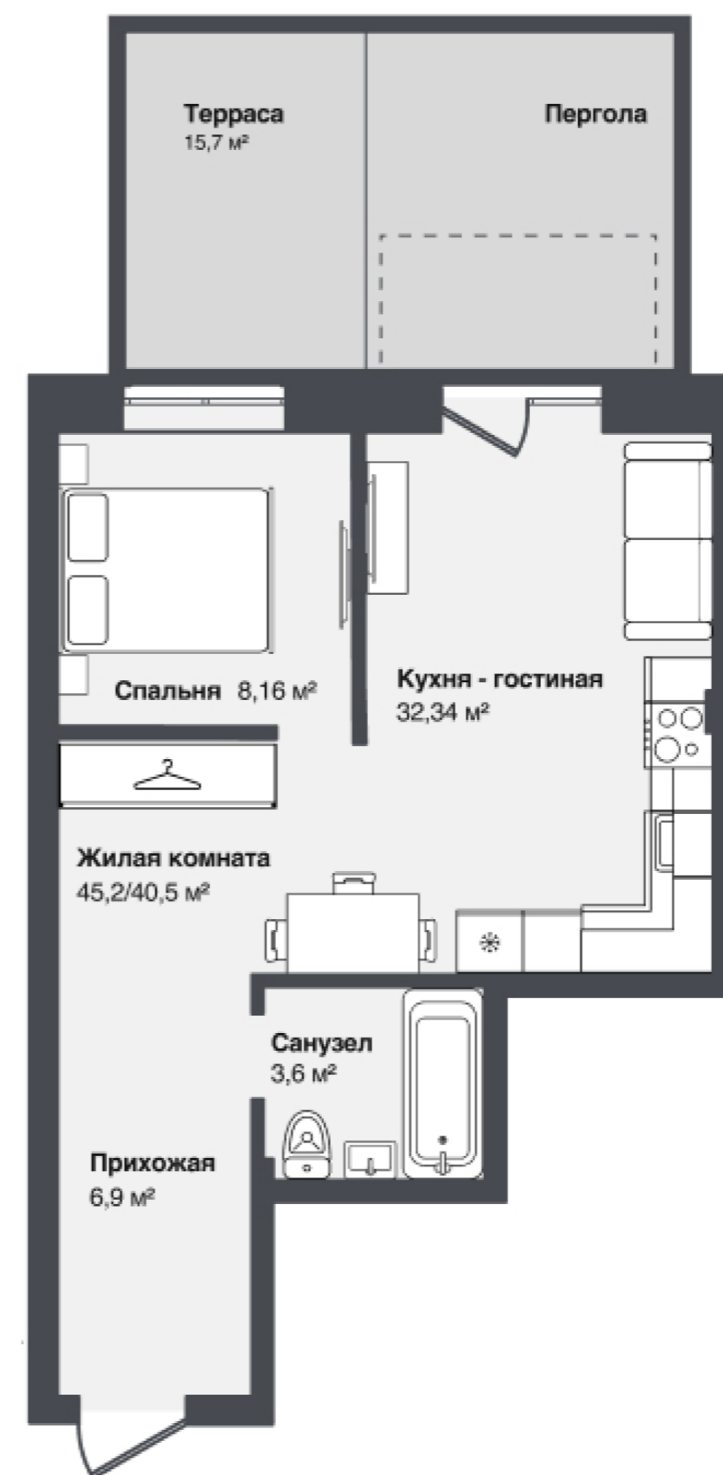 Терраса
15,7 м²
Пергола
Спальня 8,16 м²
Кухня - гостиная
32,34 м²
Жилая комната
45,2/40,5 м²
Санузел
3,6 м²
Прихожая
6,9 м²